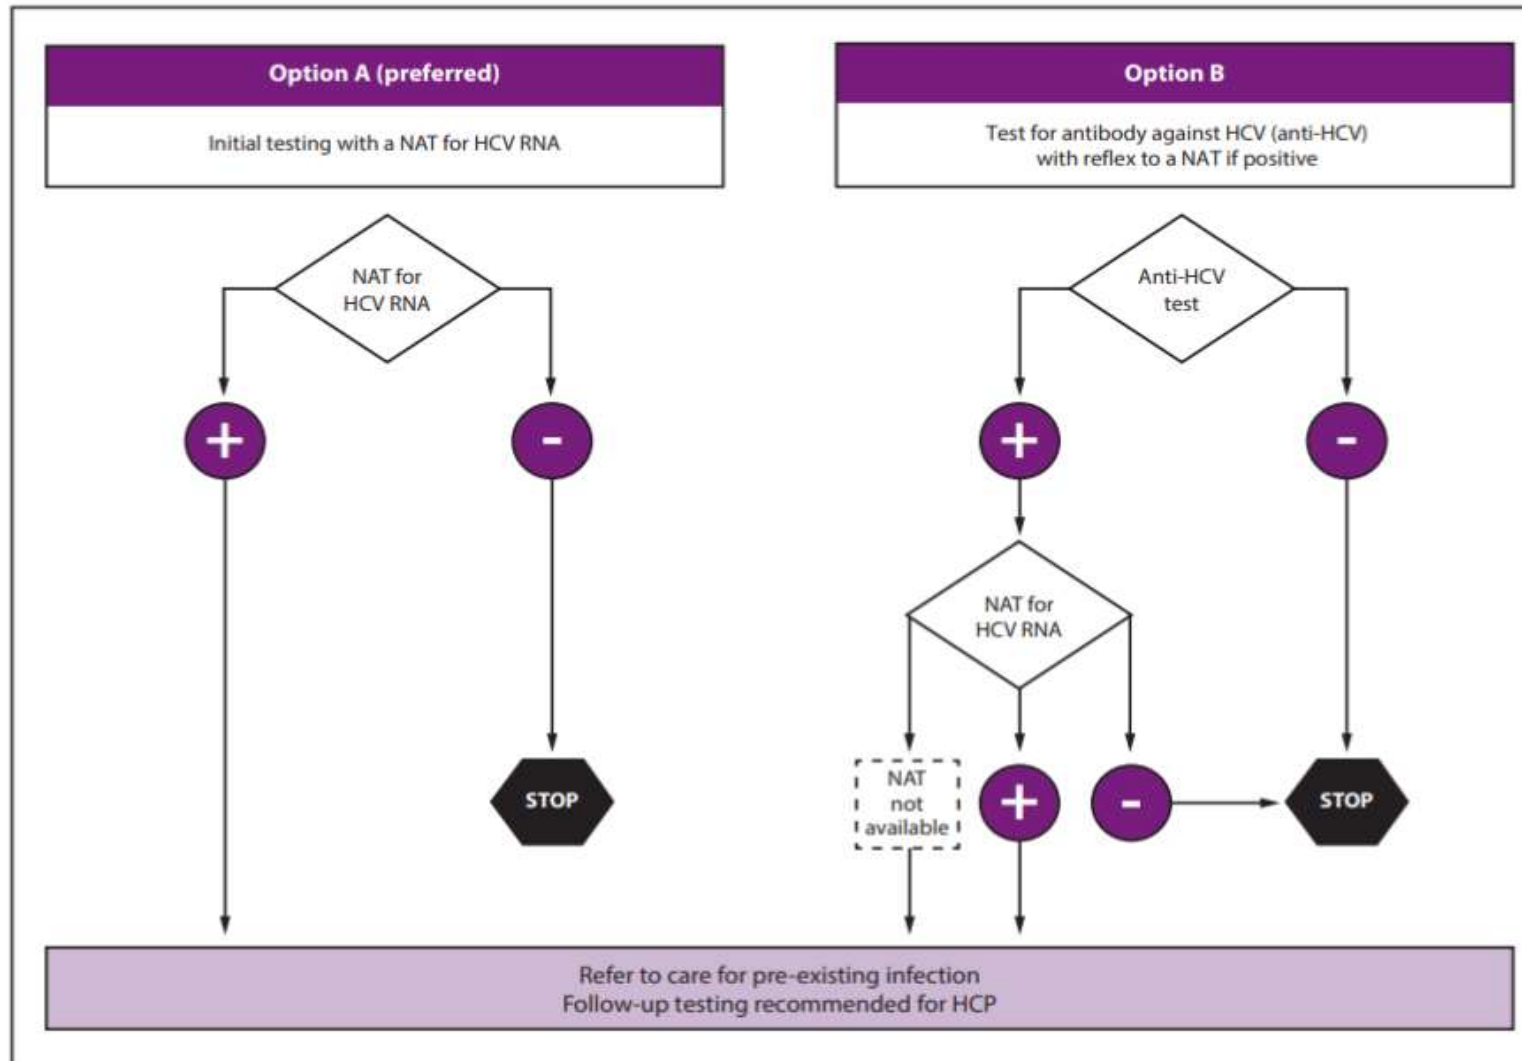 Option A (preferred)
Initial testing with a NAT for HCV RNA
NAT for
HCV RNA
+
-
STOP
Option B
Test for antibody against HCV (anti-HCV)
with reflex to a NAT if positive
Anti-HCV
test
+
-
NAT for
HCV RNA
NAT
not
available
+
-
STOP
Refer to care for pre-existing infection
Follow-up testing recommended for HCP